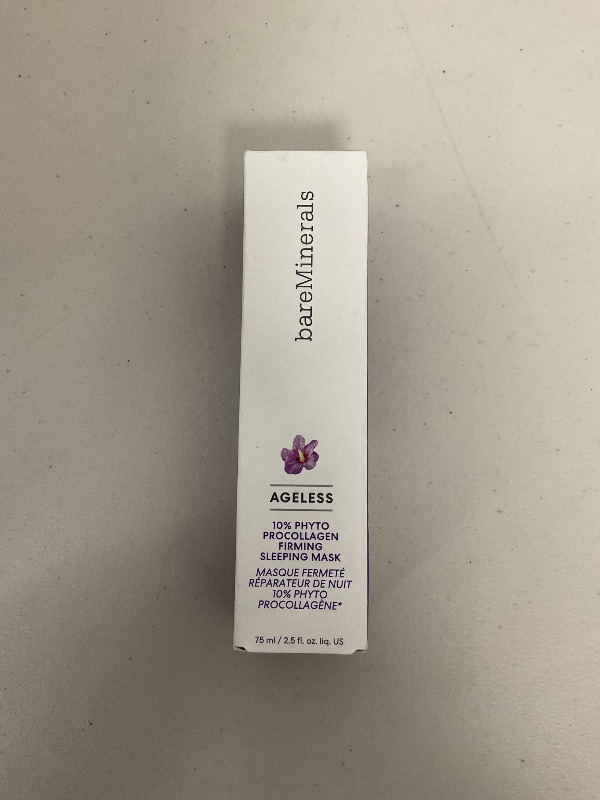 bareMinerals
AGELESS
10% PHYTO
PROCOLLAGEN
FIRMING
SLEEPING MASK
MASQUE FERMETÉ
RÉPARATEUR DE NUIT
10% PHYTO
PROCOLLAGÈNE*
75 ml / 2.5 fl. oz. liq. US